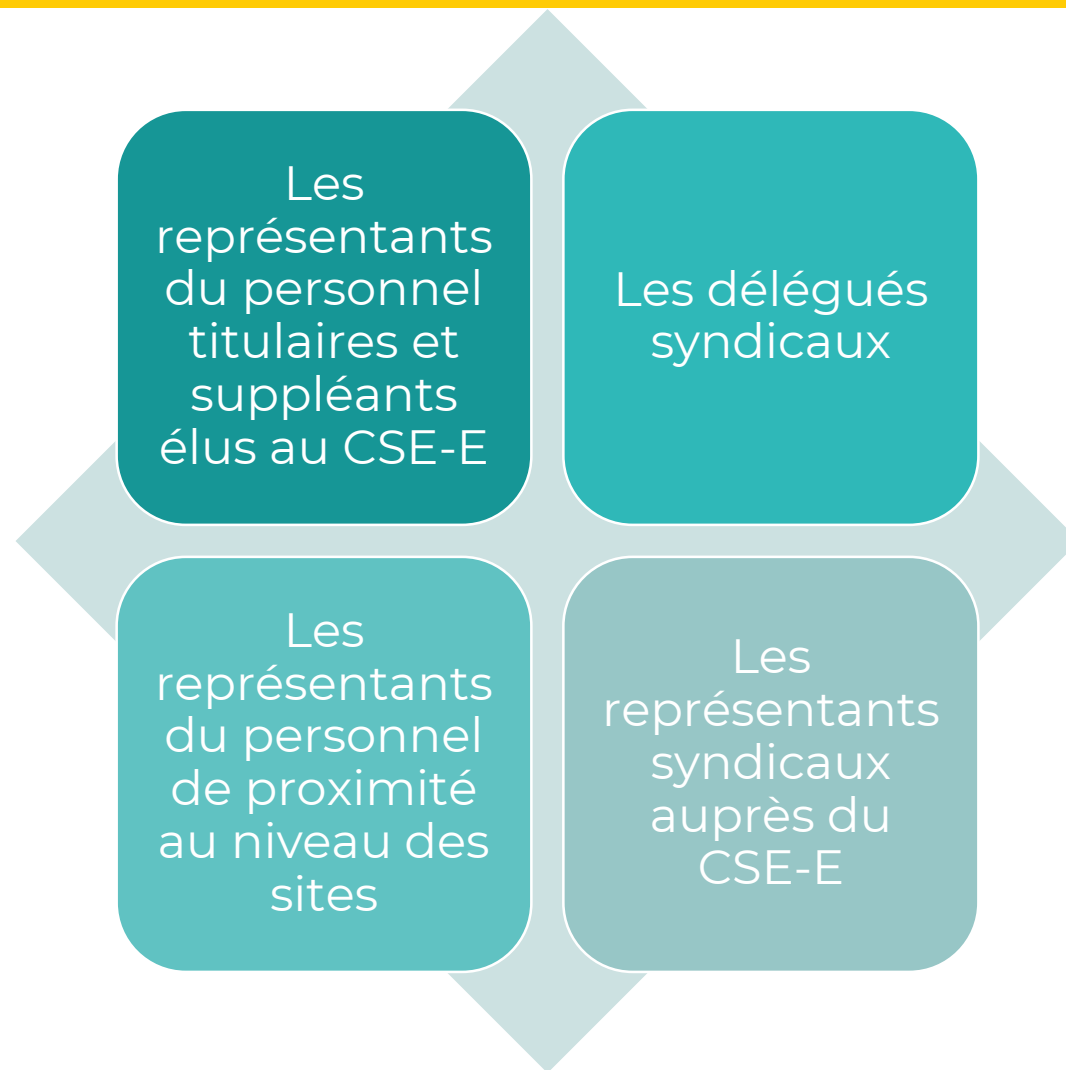 Les
représentants
du personnel
titulaires et
suppléants
élus au CSE-E
Les délégués
syndicaux
Les
représentants
du personnel
de proximité
au niveau des
sites
Les
représentants
syndicaux
auprès du
CSE-E